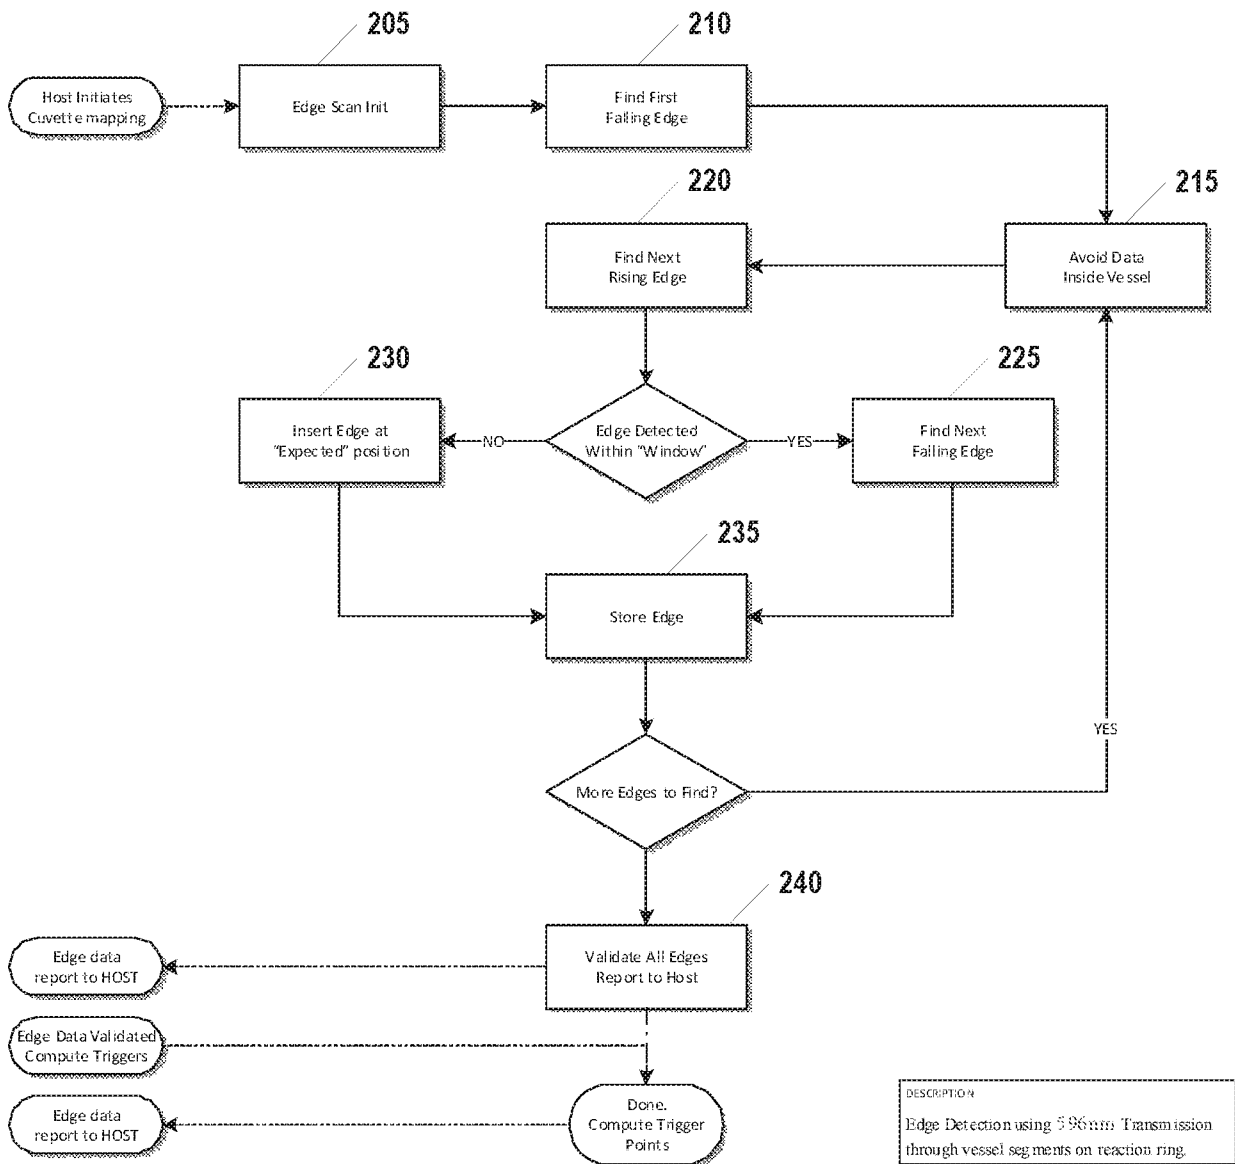 205
210
Host Initiates
Cuvette mapping
Edge Scan Init
Find First
Falling Edge
220
215
Find Next
Rising Edge
Avoid Data
Inside Vessel
230
225
Insert Edge at
"Expected" position
NO
Edge Detected
Within "Window"
YES
Find Next
Falling Edge
235
Store Edge
YES
More Edges to Find?
240
Edge data
report to HOST
Validate All Edges
Report to Host
Edge Data Validated
Compute Triggers
Edge data
report to HOST
Done.
Compute Trigger
Points
DESCRIPTION
Edge Detection using 596nm Transmission
through vessel segments on reaction ring.